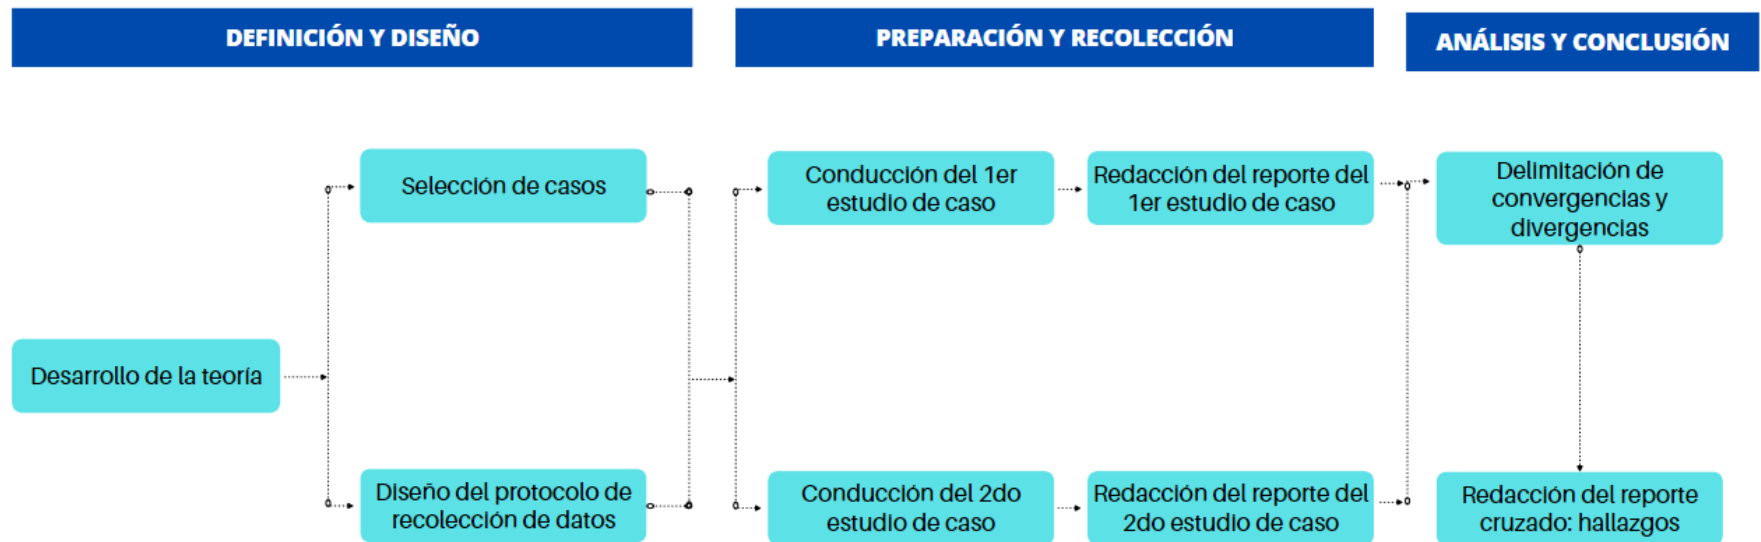 DEFINICIÓN Y DISEÑO
PREPARACIÓN Y RECOLECCIÓN
ANÁLISIS Y CONCLUSIÓN
Selección de casos
Conducción del 1er
estudio de caso
Redacción del reporte del
1er estudio de caso
Delimitación de
convergencias y
divergencias
Desarrollo de la teoría
Diseño del protocolo de
recolección de datos
Conducción del 2do
estudio de caso
Redacción del reporte del
2do estudio de caso
Redacción del reporte
cruzado: hallazgos